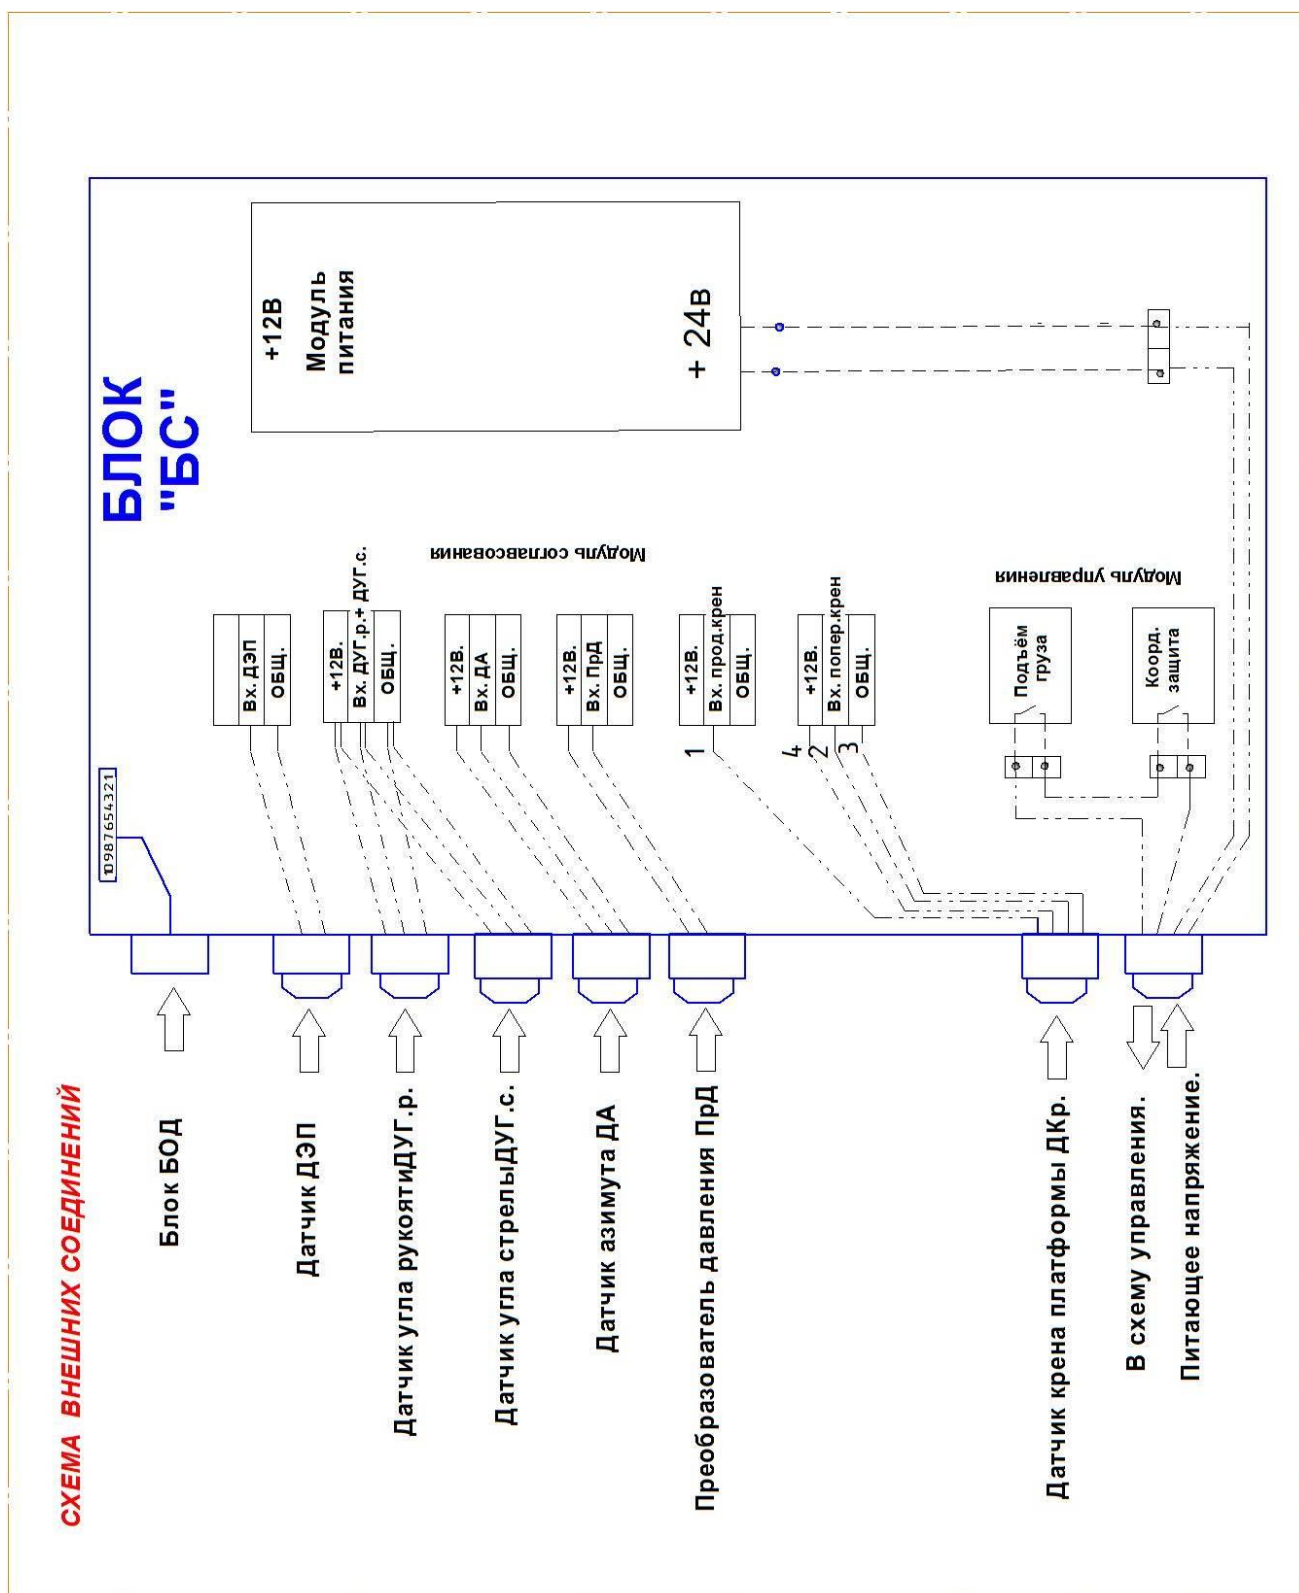 СХЕМА ВНЕШНИХ СОЕДИНЕНИЙ
БЛОК
"БС"
10987654321
+12В
Модуль
питания
+ 24В
Модуль соглавсования
Вх. ДЭП
ОБЩ.
+12В.
Вх. ДУГ.р.+ ДУГ.с.
ОБЩ.
+12В.
Вх. ДА
ОБЩ.
+12В.
Вх. ПрД
ОБЩ.
+12В.
Вх. прод.крен
ОБЩ.
1
+12В.
Вх. попер.крен
ОБЩ.
4
2
3
Модуль управления
Подъём
груза
Коорд.
защита
Блок БОД
Датчик ДЭП
Датчик угла рукоятиДУГ.р.
Датчик угла стрелыДУГ.с.
Датчик азимута ДА
Преобразователь давления ПрД
Датчик крена платформы ДКр.
В схему управления.
Питающее напряжение.